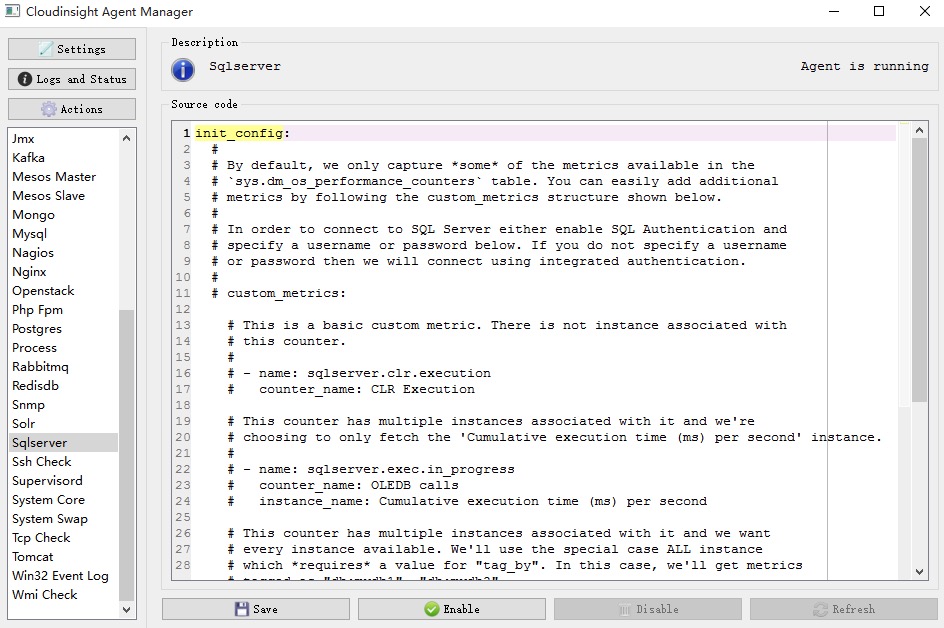 Cloudinsight Agent Manager
Settings
Logs and Status
Actions
Jmx
Kafka
Mesos Master
Mesos Slave
Mongo
Mysql
Nagios
Nginx
Openstack
Php Fpm
Postgres
Process
Rabbitmq
Redisdb
Snmp
Solr
Sqlserver
Ssh Check
Supervisord
System Core
System Swap
Tcp Check
Tomcat
Win32 Event Log
Wmi Check
Description
Sqlserver
Agent is running
Source code
1 init_config:
2 #
3 # By default, we only capture *some* of the metrics available in the
4 # `sys.dm_os_performance_counters` table. You can easily add additional
5 # metrics by following the custom_metrics structure shown below.
6 #
7 # In order to connect to SQL Server either enable SQL Authentication and
8 # specify a username or password below. If you do not specify a username
9 # or password then we will connect using integrated authentication.
10 #
11 # custom_metrics:
12
13 # This is a basic custom metric. There is not instance associated with
14 # this counter.
15 #
16 # - name: sqlserver.clr.execution
17 #   counter_name: CLR Execution
18
19 # This counter has multiple instances associated with it and we're
20 # choosing to only fetch the 'Cumulative execution time (ms) per second' instance.
21 #
22 # - name: sqlserver.exec.in_progress
23 #   counter_name: OLEDB calls
24 #   instance_name: Cumulative execution time (ms) per second
25
26 # This counter has multiple instances associated with it and we want
27 # every instance available. We'll use the special case ALL instance
28 # which *requires* a value for "tag_by". In this case, we'll get metrics
Save
Enable
Disable
Refresh